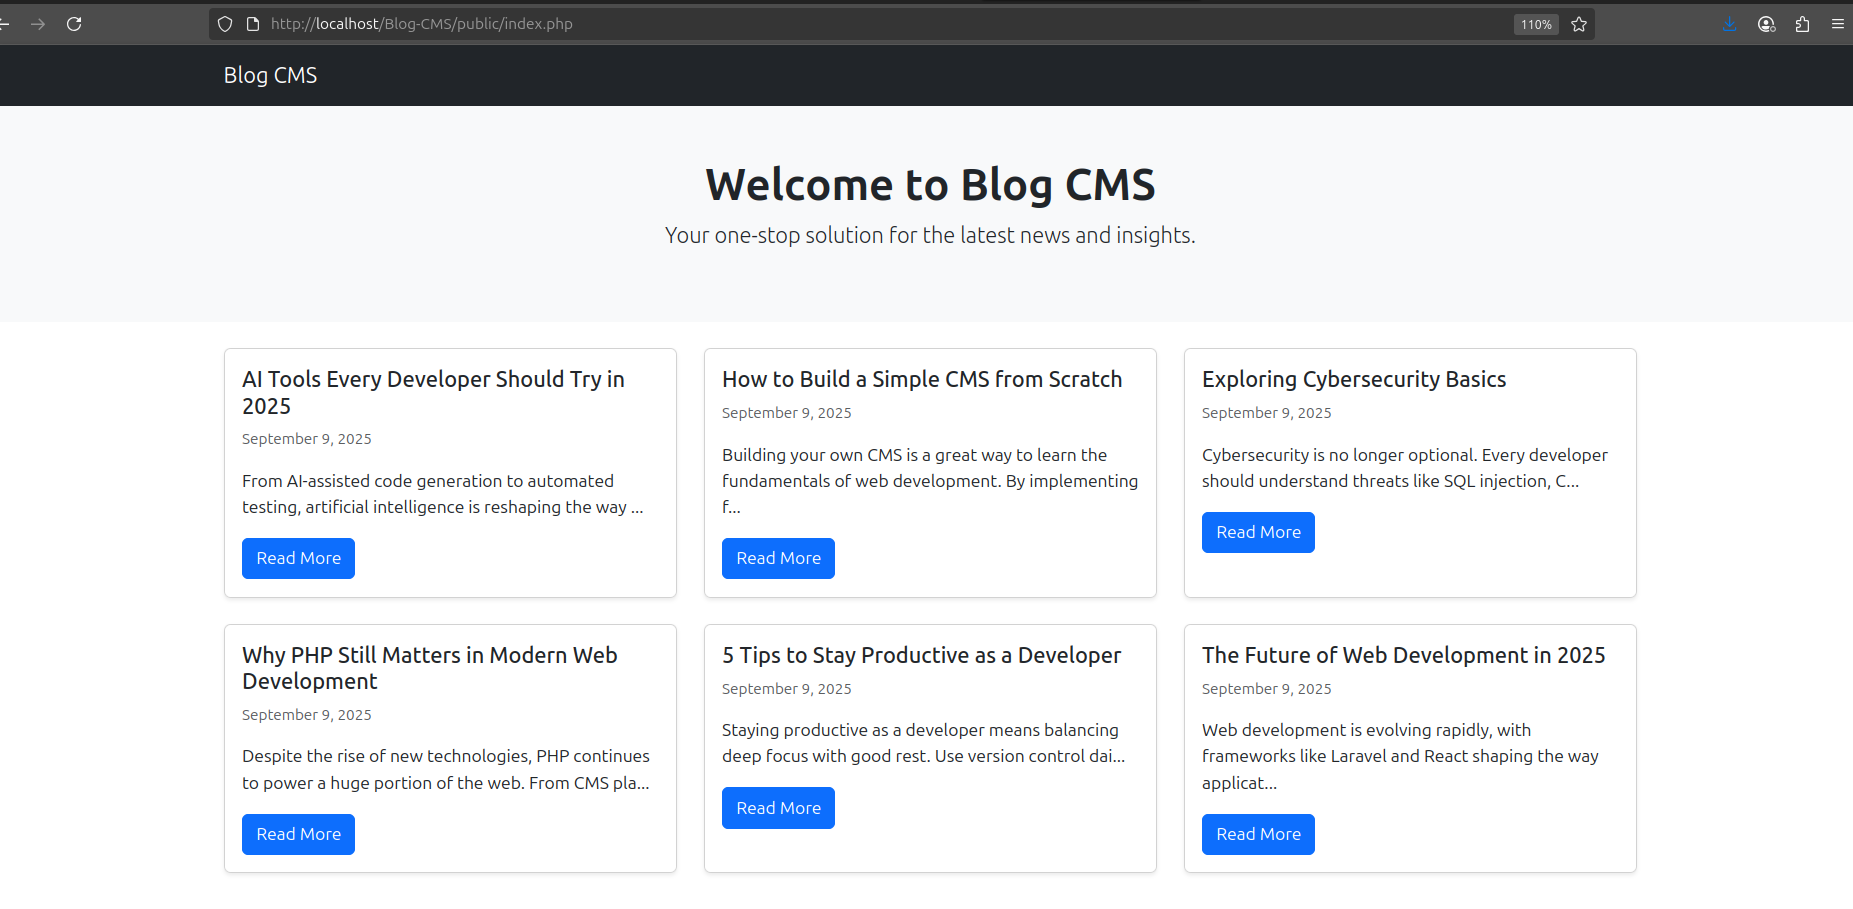 http://localhost/Blog-CMS/public/index.php
110%
Blog CMS
Welcome to Blog CMS
Your one-stop solution for the latest news and insights.
AI Tools Every Developer Should Try in
2025
September 9, 2025
From AI-assisted code generation to automated
testing, artificial intelligence is reshaping the way ...
Read More
How to Build a Simple CMS from Scratch
September 9, 2025
Building your own CMS is a great way to learn the
fundamentals of web development. By implementing
f...
Read More
Exploring Cybersecurity Basics
September 9, 2025
Cybersecurity is no longer optional. Every developer
should understand threats like SQL injection, C...
Read More
Why PHP Still Matters in Modern Web
Development
September 9, 2025
Despite the rise of new technologies, PHP continues
to power a huge portion of the web. From CMS pla...
Read More
5 Tips to Stay Productive as a Developer
September 9, 2025
Staying productive as a developer means balancing
deep focus with good rest. Use version control dai...
Read More
The Future of Web Development in 2025
September 9, 2025
Web development is evolving rapidly, with
frameworks like Laravel and React shaping the way
applicat...
Read More